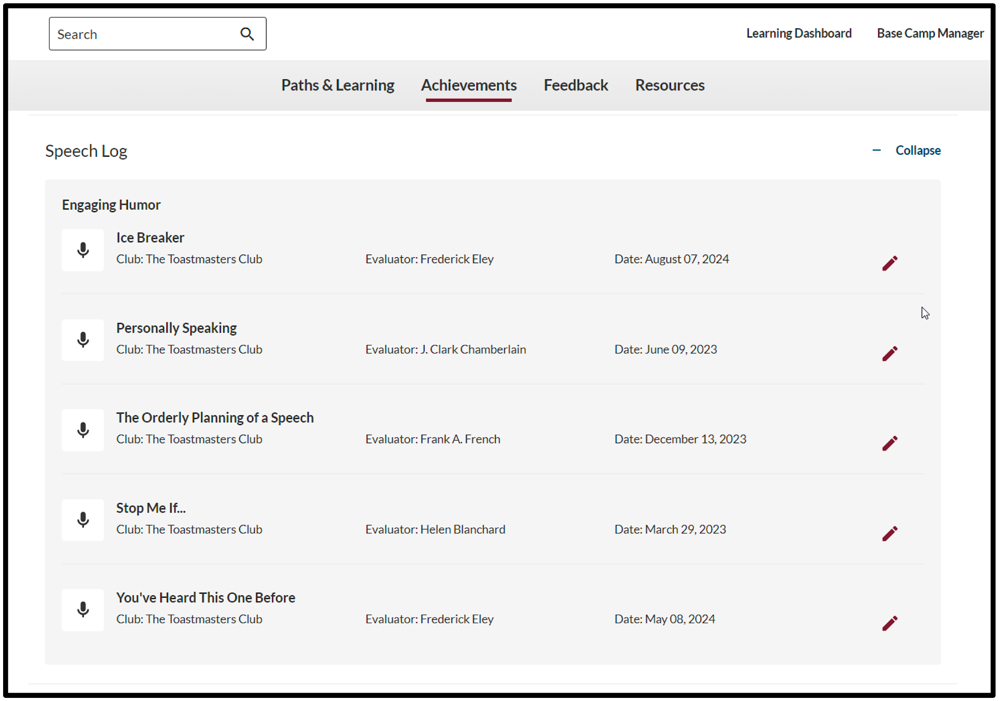 Search
Learning Dashboard
Base Camp Manager
Paths & Learning
Achievements
Feedback
Resources
Speech Log
Collapse
Engaging Humor
Ice Breaker
Club: The Toastmasters Club
Evaluator: Frederick Eley
Date: August 07, 2024
Personally Speaking
Club: The Toastmasters Club
Evaluator: J. Clark Chamberlain
Date: June 09, 2023
The Orderly Planning of a Speech
Club: The Toastmasters Club
Evaluator: Frank A. French
Date: December 13, 2023
Stop Me If...
Club: The Toastmasters Club
Evaluator: Helen Blanchard
Date: March 29, 2023
You've Heard This One Before
Club: The Toastmasters Club
Evaluator: Frederick Eley
Date: May 08, 2024